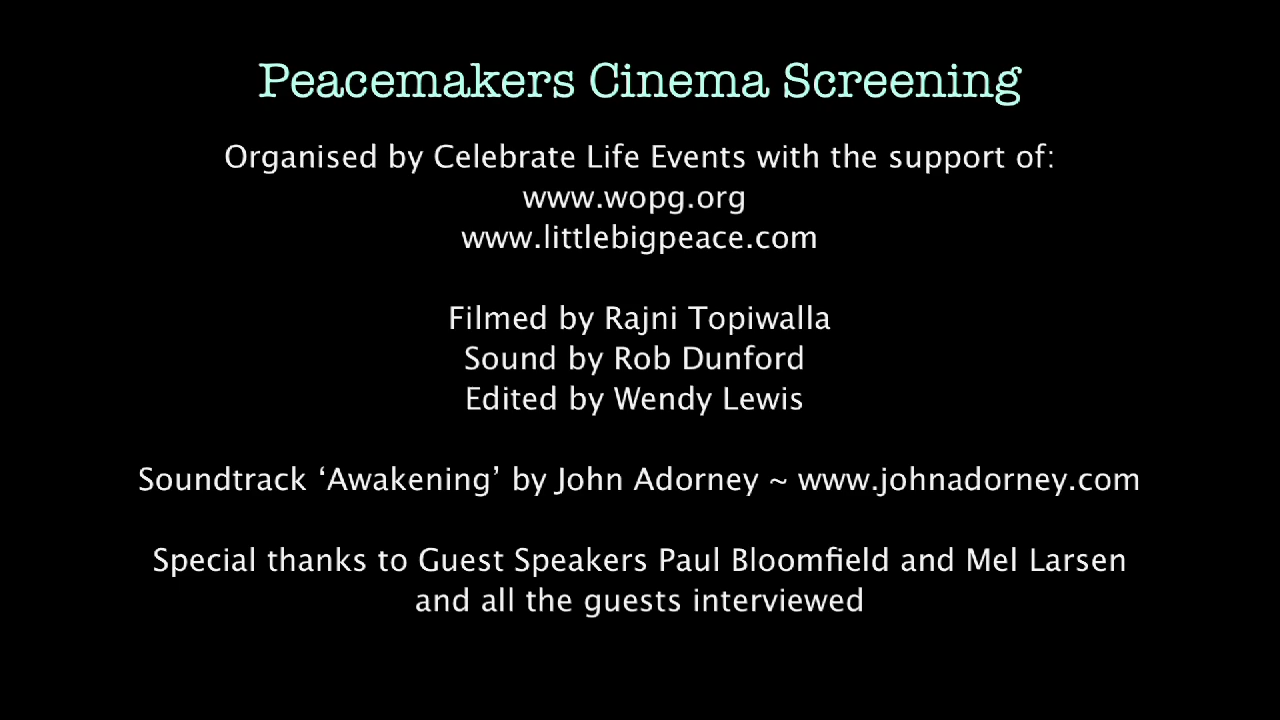 Peacemakers Cinema Screening
Organised by Celebrate Life Events with the support of:
www.wopg.org
www.littlebigpeace.com
Filmed by Rajni Topiwalla
Sound by Rob Dunford
Edited by Wendy Lewis
Soundtrack ‘Awakening’ by John Adorney ~ www.johnadorney.com
Special thanks to Guest Speakers Paul Bloomfield and Mel Larsen
and all the guests interviewed